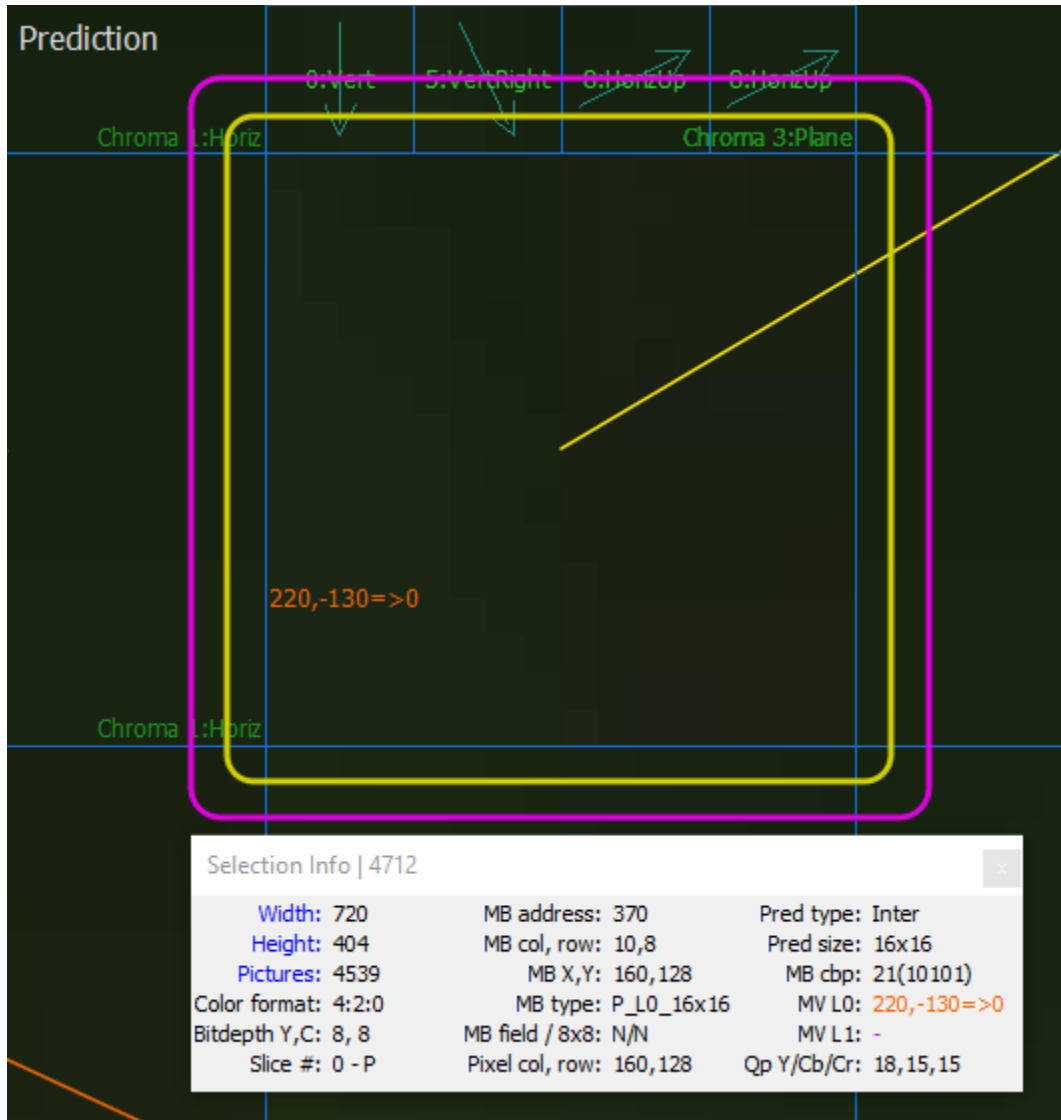 Prediction
0:Vert 5:VertRight 8:HorizUp 8:HorizUp
Chroma 1:Horiz Chroma 3:Plane
220,-130=>0
Chroma 1:Horiz
Selection Info | 4712 x
Width: 720 MB address: 370 Pred type: Inter
Height: 404 MB col, row: 10,8 Pred size: 16x16
Pictures: 4539 MB X,Y: 160,128 MB cbp: 21(10101)
Color format: 4:2:0 MB type: P_L0_16x16 MV L0: 220,-130=>0
Bitdepth Y,C: 8, 8 MB field / 8x8: N/N MV L1: -
Slice #: 0 - P Pixel col, row: 160,128 Qp Y/Cb/Cr: 18,15,15